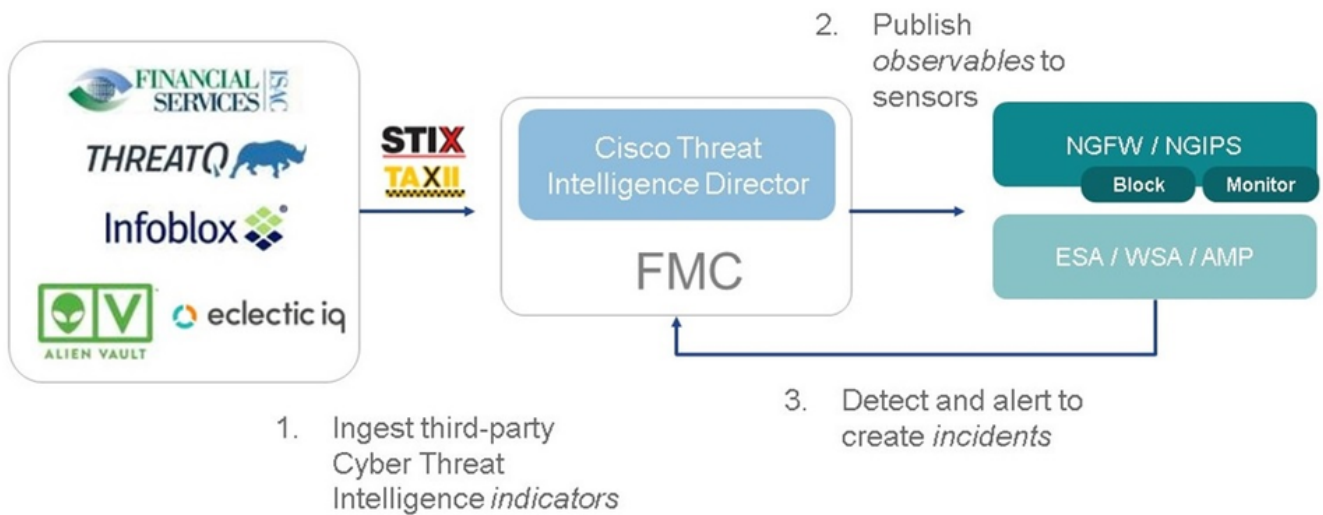 FINANCIAL
SERVICES
ISAC
THREATQ
Infoblox
ALIEN VAULT
eclectic iq
STIX
TAXII
1. Ingest third-party
Cyber Threat
Intelligence indicators
Cisco Threat
Intelligence Director
FMC
2. Publish
observables to
sensors
NGFW / NGIPS
Block
Monitor
ESA / WSA / AMP
3. Detect and alert to
create incidents